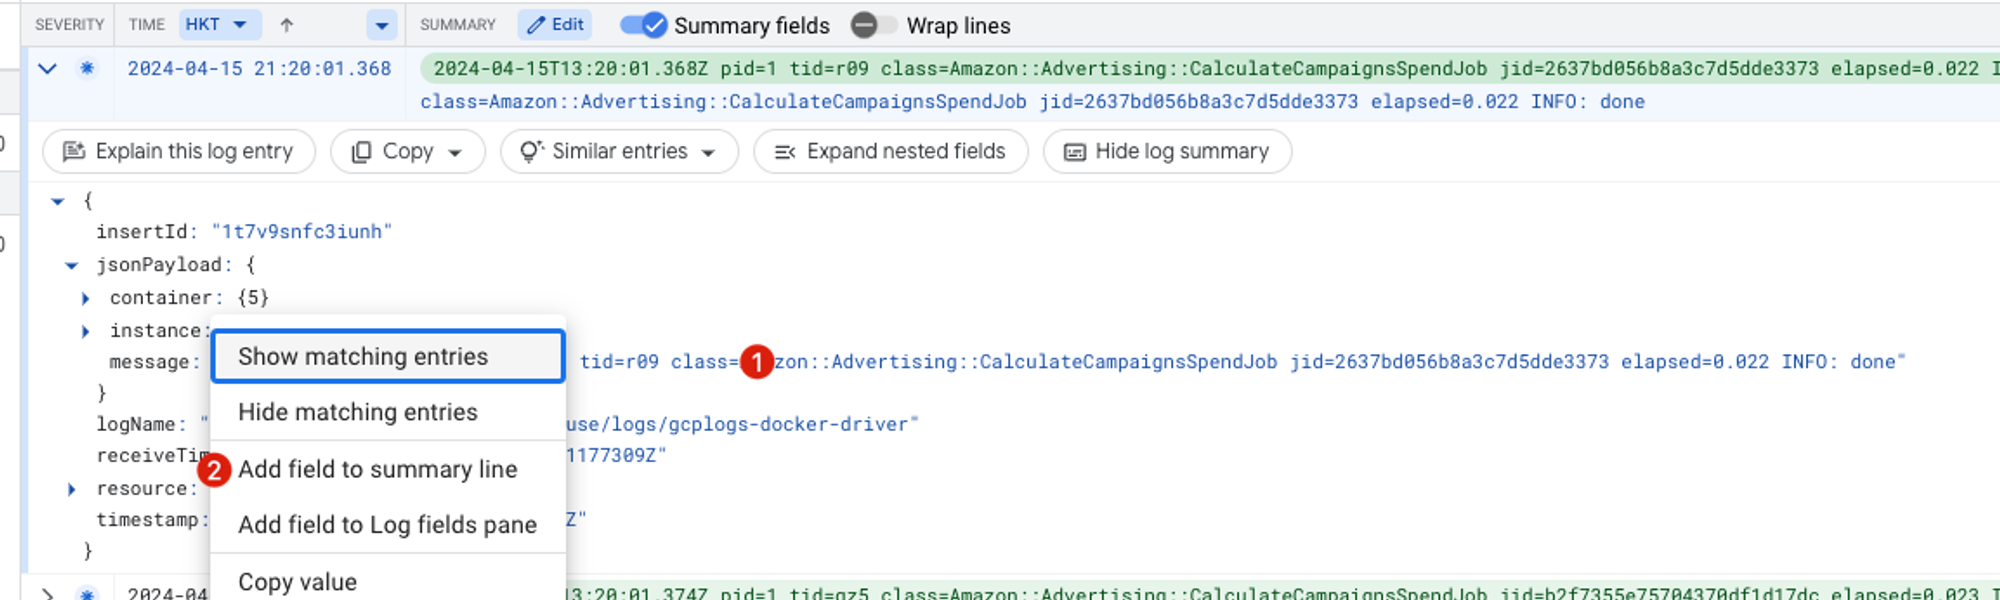 SEVERITY TIME HKT SUMMARY Edit Summary fields Wrap lines
2024-04-15 21:20:01.368 2024-04-15T13:20:01.368Z pid=1 tid=r09 class=Amazon::Advertising::CalculateCampaignsSpendJob jid=2637bd056b8a3c7d5dde3373 elapsed=0.022
class=Amazon::Advertising::CalculateCampaignsSpendJob jid=2637bd056b8a3c7d5dde3373 elapsed=0.022 INFO: done
Explain this log entry Copy Similar entries Expand nested fields Hide log summary
{
insertId: "1t7v9snfc3iunh"
jsonPayload: {
container: {5}
instance:
Show matching entries
message: tid=r09 class= 1 zon::Advertising::CalculateCampaignsSpendJob jid=2637bd056b8a3c7d5dde3373 elapsed=0.022 INFO: done"
}
Hide matching entries
logName: " use/logs/gcplogs-docker-driver"
receiveTim 1177309Z"
2 Add field to summary line
resource:
timestamp: Z"
Add field to Log fields pane
}
Copy value
2024-04 13:20:01.374Z pid=1 tid=gz5 class=Amazon::Advertising::CalculateCampaignsSpendJob jid=b2f7355e75704370df1d17dc elapsed=0.023